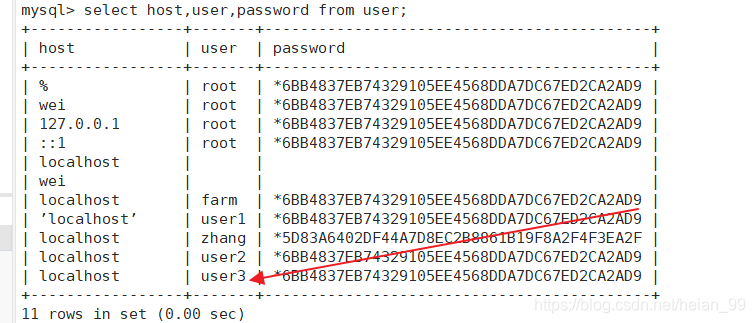 mysql> select host,user,password from user;
+-----------------+-------+-------------------------------------------+
| host            | user  | password                                  |
+-----------------+-------+-------------------------------------------+
| %               | root  | *6BB4837EB74329105EE4568DDA7DC67ED2CA2AD9 |
| wei             | root  | *6BB4837EB74329105EE4568DDA7DC67ED2CA2AD9 |
| 127.0.0.1       | root  | *6BB4837EB74329105EE4568DDA7DC67ED2CA2AD9 |
| ::1             | root  | *6BB4837EB74329105EE4568DDA7DC67ED2CA2AD9 |
| localhost       |       |                                           |
| wei             |       |                                           |
| localhost       | farm  | *6BB4837EB74329105EE4568DDA7DC67ED2CA2AD9 |
| ’localhost’     | user1 | *6BB4837EB74329105EE4568DDA7DC67ED2CA2AD9 |
| localhost       | zhang | *5D83A6402DF44A7D8EC2B8861B19F8A2F4F3EA2F |
| localhost       | user2 | *6BB4837EB74329105EE4568DDA7DC67ED2CA2AD9 |
| localhost       | user3 | *6BB4837EB74329105EE4568DDA7DC67ED2CA2AD9 |
+-----------------+-------+-------------------------------------------+
11 rows in set (0.00 sec)
https://blog.csdn.net/heian_99